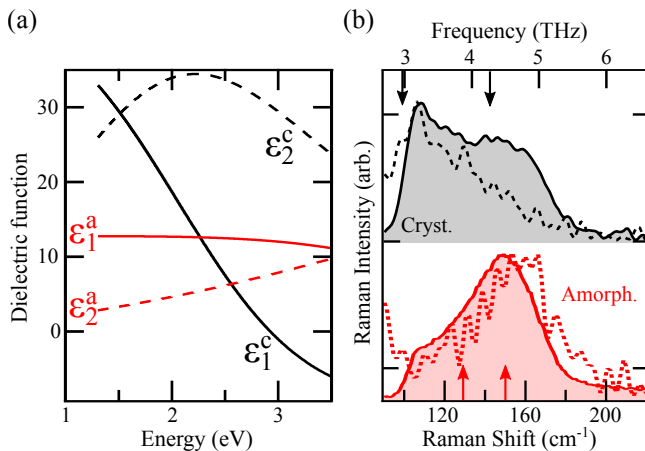 (a)
(b)
Frequency (THz)
3 4 5 6
30
20
10
0
Dielectric function
ε₂ᶜ
ε₁ᵃ
ε₂ᵃ
ε₁ᶜ
1 2 3
Energy (eV)
Raman Intensity (arb.)
Cryst.
Amorph.
120 160 200
Raman Shift (cm⁻¹)